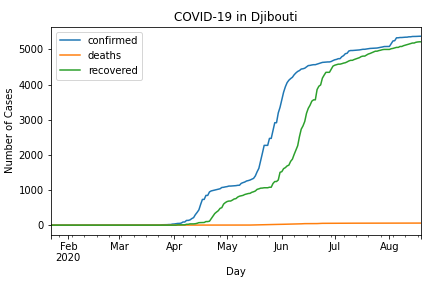 COVID-19 in Djibouti
confirmed
deaths
recovered
Number of Cases
5000
4000
3000
2000
1000
0
Feb Mar Apr May Jun Jul Aug
2020
Day